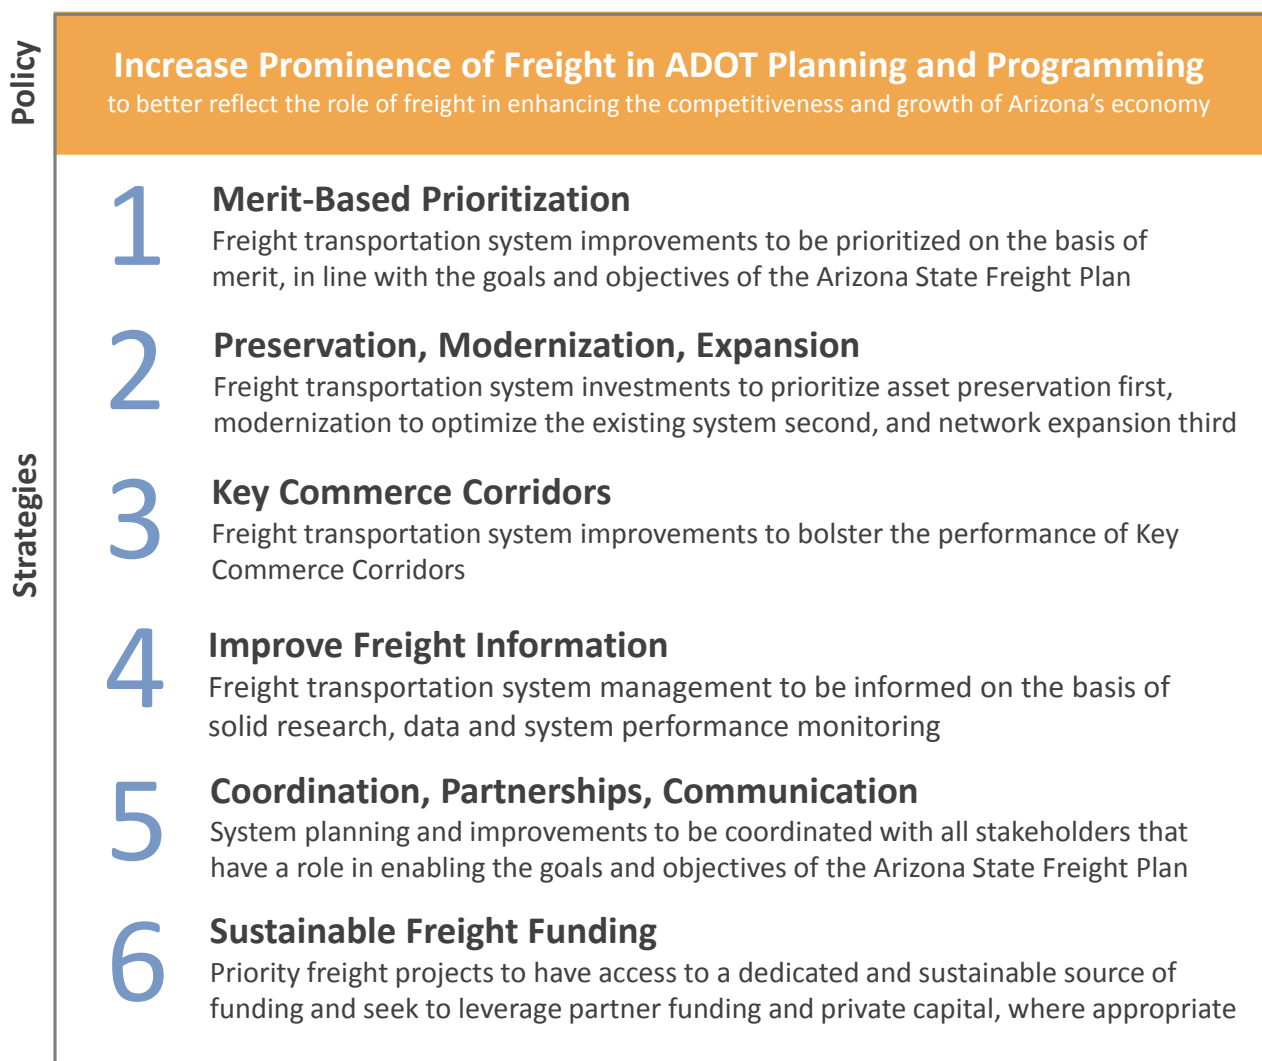 Policy
Increase Prominence of Freight in ADOT Planning and Programming
to better reflect the role of freight in enhancing the competitiveness and growth of Arizona’s economy
Strategies
1
Merit-Based Prioritization
Freight transportation system improvements to be prioritized on the basis of
merit, in line with the goals and objectives of the Arizona State Freight Plan
2
Preservation, Modernization, Expansion
Freight transportation system investments to prioritize asset preservation first,
modernization to optimize the existing system second, and network expansion third
3
Key Commerce Corridors
Freight transportation system improvements to bolster the performance of Key
Commerce Corridors
4
Improve Freight Information
Freight transportation system management to be informed on the basis of
solid research, data and system performance monitoring
5
Coordination, Partnerships, Communication
System planning and improvements to be coordinated with all stakeholders that
have a role in enabling the goals and objectives of the Arizona State Freight Plan
6
Sustainable Freight Funding
Priority freight projects to have access to a dedicated and sustainable source of
funding and seek to leverage partner funding and private capital, where appropriate